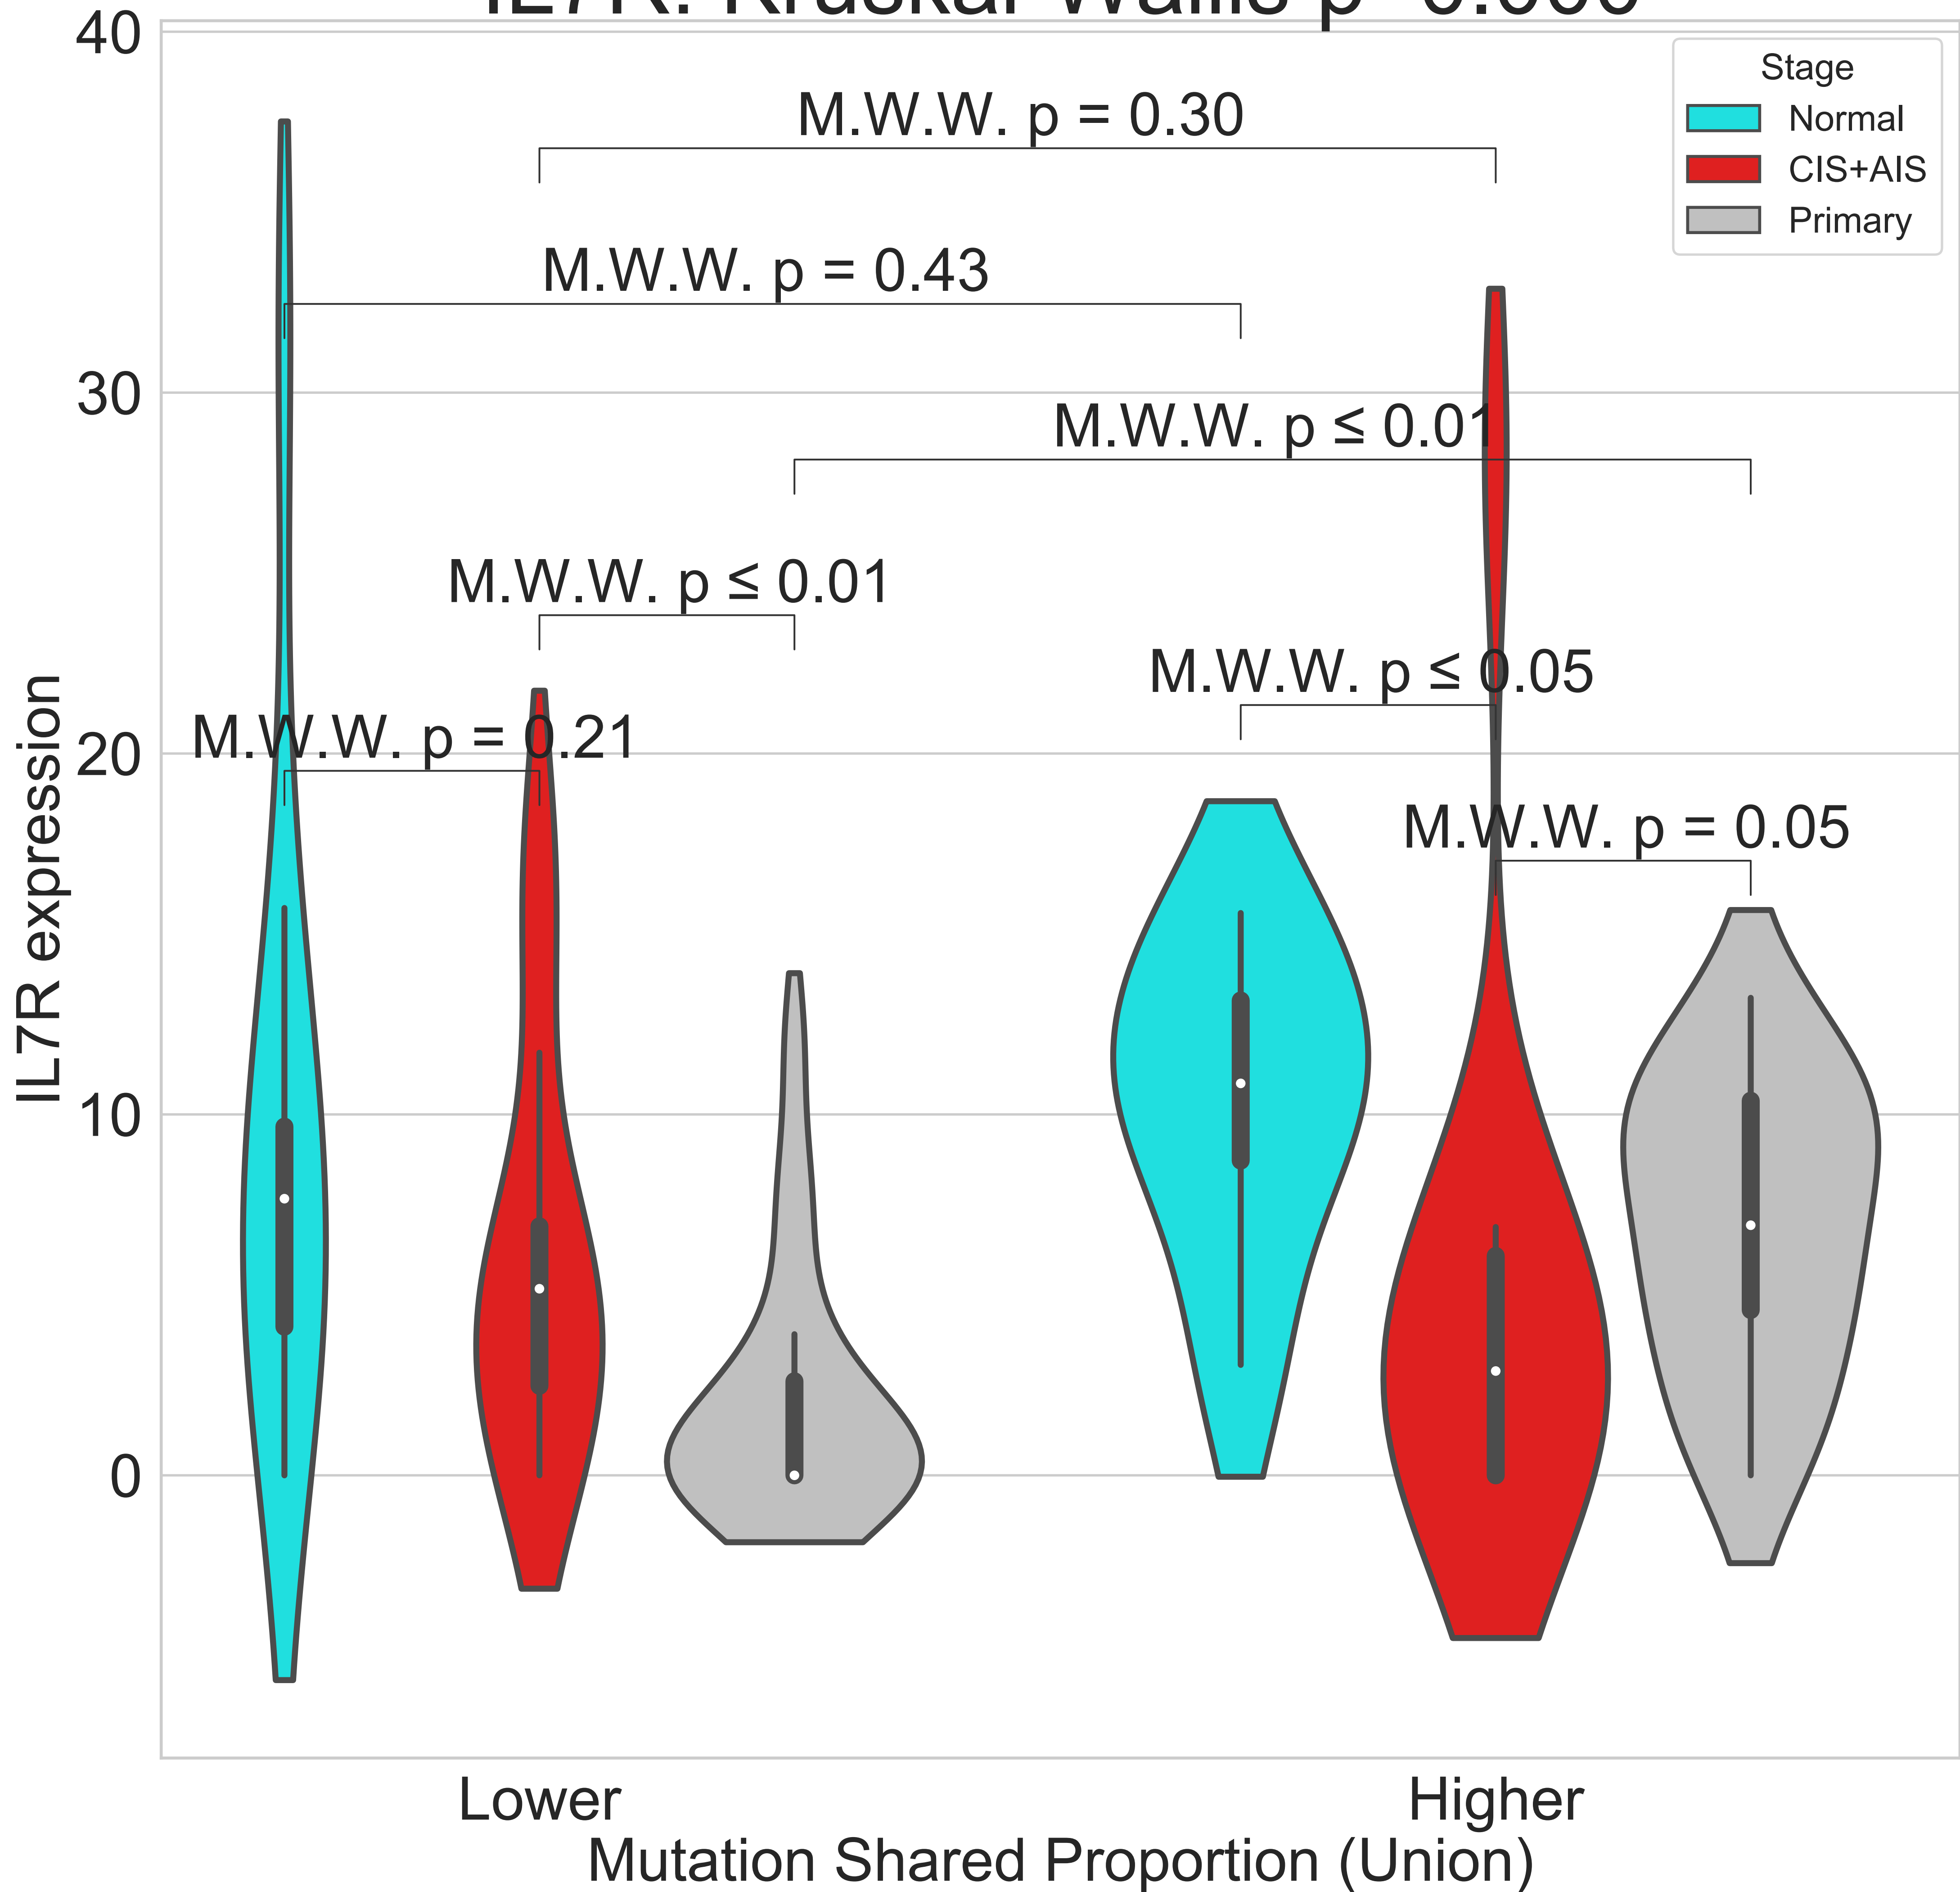 40
Stage
Normal
CIS+AIS
Primary
M.W.W. p = 0.30
M.W.W. p = 0.43
30
M.W.W. p ≤ 0.01
M.W.W. p ≤ 0.01
M.W.W. p ≤ 0.05
M.W.W. p = 0.21
20
M.W.W. p = 0.05
IL7R expression
10
0
Lower
Higher
Mutation Shared Proportion (Union)